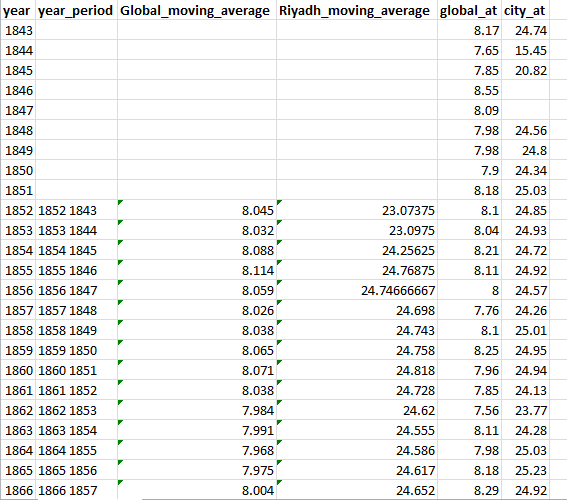 year year_period Global_moving_average Riyadh_moving_average global_at city_at
1843 8.17 24.74
1844 7.65 15.45
1845 7.85 20.82
1846 8.55
1847 8.09
1848 7.98 24.56
1849 7.98 24.8
1850 7.9 24.34
1851 8.18 25.03
1852 1852 1843 8.045 23.07375 8.1 24.85
1853 1853 1844 8.032 23.0975 8.04 24.93
1854 1854 1845 8.088 24.25625 8.21 24.72
1855 1855 1846 8.114 24.76875 8.11 24.92
1856 1856 1847 8.059 24.74666667 8 24.57
1857 1857 1848 8.026 24.698 7.76 24.26
1858 1858 1849 8.038 24.743 8.1 25.01
1859 1859 1850 8.065 24.758 8.25 24.95
1860 1860 1851 8.071 24.818 7.96 24.94
1861 1861 1852 8.038 24.728 7.85 24.13
1862 1862 1853 7.984 24.62 7.56 23.77
1863 1863 1854 7.991 24.555 8.11 24.28
1864 1864 1855 7.968 24.586 7.98 25.03
1865 1865 1856 7.975 24.617 8.18 25.23
1866 1866 1857 8.004 24.652 8.29 24.92